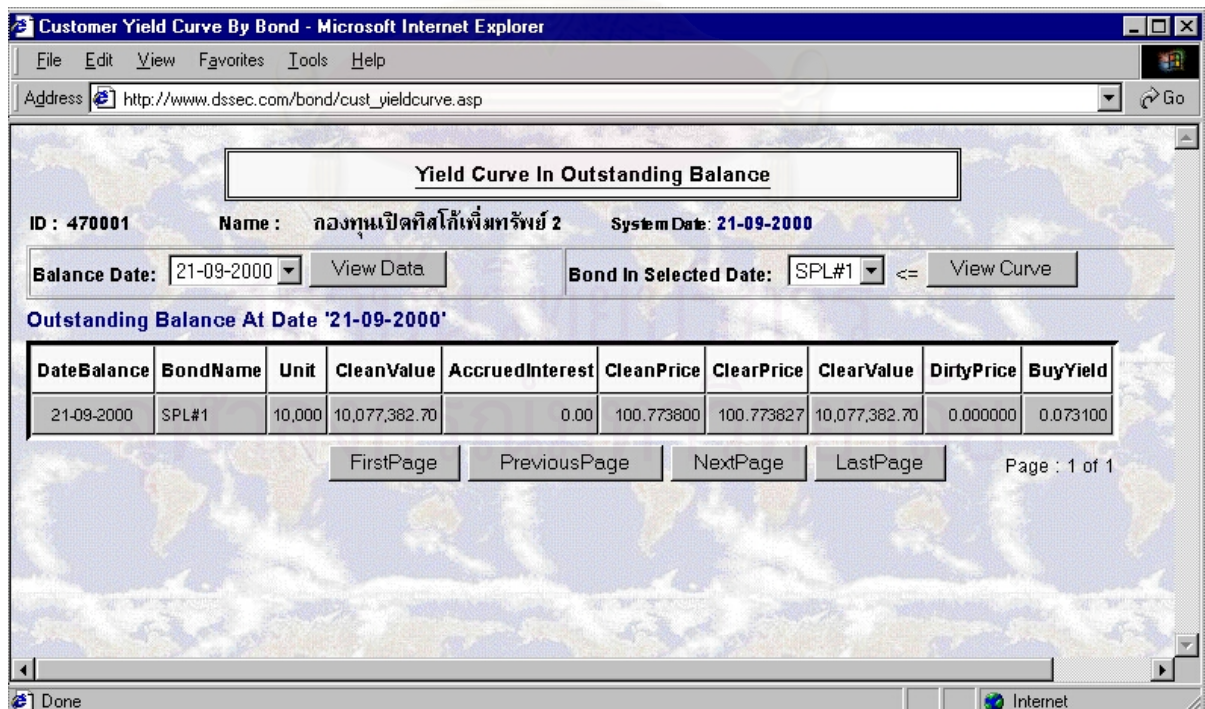 Customer Yield Curve By Bond - Microsoft Internet Explorer
File Edit View Favorites Tools Help
Address http://www.dssec.com/bond/cust_yieldcurve.asp Go
Yield Curve In Outstanding Balance
ID : 470001 Name : กองทุนเปิดทิสโก้เพิ่มทรัพย์ 2 System Date: 21-09-2000
Balance Date: 21-09-2000 View Data Bond In Selected Date: SPL#1 <= View Curve
Outstanding Balance At Date '21-09-2000'
DateBalance BondName Unit CleanValue AccruedInterest CleanPrice ClearPrice ClearValue DirtyPrice BuyYield
21-09-2000 SPL#1 10,000 10,077,382.70 0.00 100.773800 100.773827 10,077,382.70 0.000000 0.073100
FirstPage PreviousPage NextPage LastPage Page : 1 of 1
Done Internet